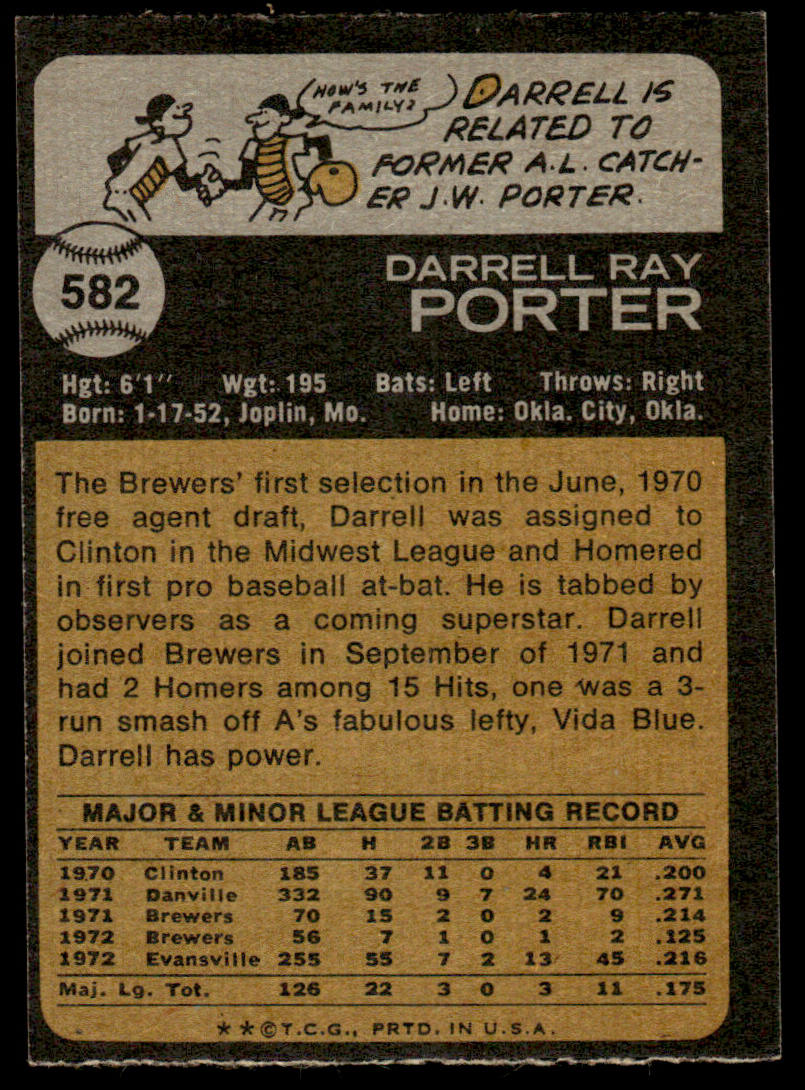 HOW'S THE
FAMILY?
DARRELL IS
RELATED TO
FORMER A.L. CATCH-
ER J.W. PORTER.
582
DARRELL RAY
PORTER
Hgt: 6'1" Wgt: 195 Bats: Left Throws: Right
Born: 1-17-52, Joplin, Mo. Home: Okla. City, Okla.
The Brewers' first selection in the June, 1970
free agent draft, Darrell was assigned to
Clinton in the Midwest League and Homered
in first pro baseball at-bat. He is tabbed by
observers as a coming superstar. Darrell
joined Brewers in September of 1971 and
had 2 Homers among 15 Hits, one was a 3-
run smash off A's fabulous lefty, Vida Blue.
Darrell has power.
MAJOR & MINOR LEAGUE BATTING RECORD
YEAR TEAM AB H 2B 3B HR RBI AVG
1970 Clinton 185 37 11 0 4 21 .200
1971 Danville 332 90 9 7 24 70 .271
1971 Brewers 70 15 2 0 2 9 .214
1972 Brewers 56 7 1 0 1 2 .125
1972 Evansville 255 55 7 2 13 45 .216
Maj. Lg. Tot. 126 22 3 0 3 11 .175
★ ★ © T.C.G., PRTD. IN U.S.A.